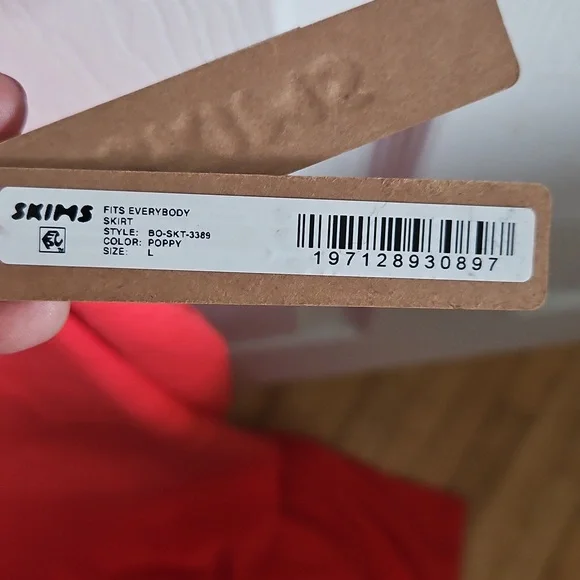 SKIMS
FITS EVERYBODY
SKIRT
STYLE: BO-SKT-3389
COLOR: POPPY
SIZE: L
197128930897